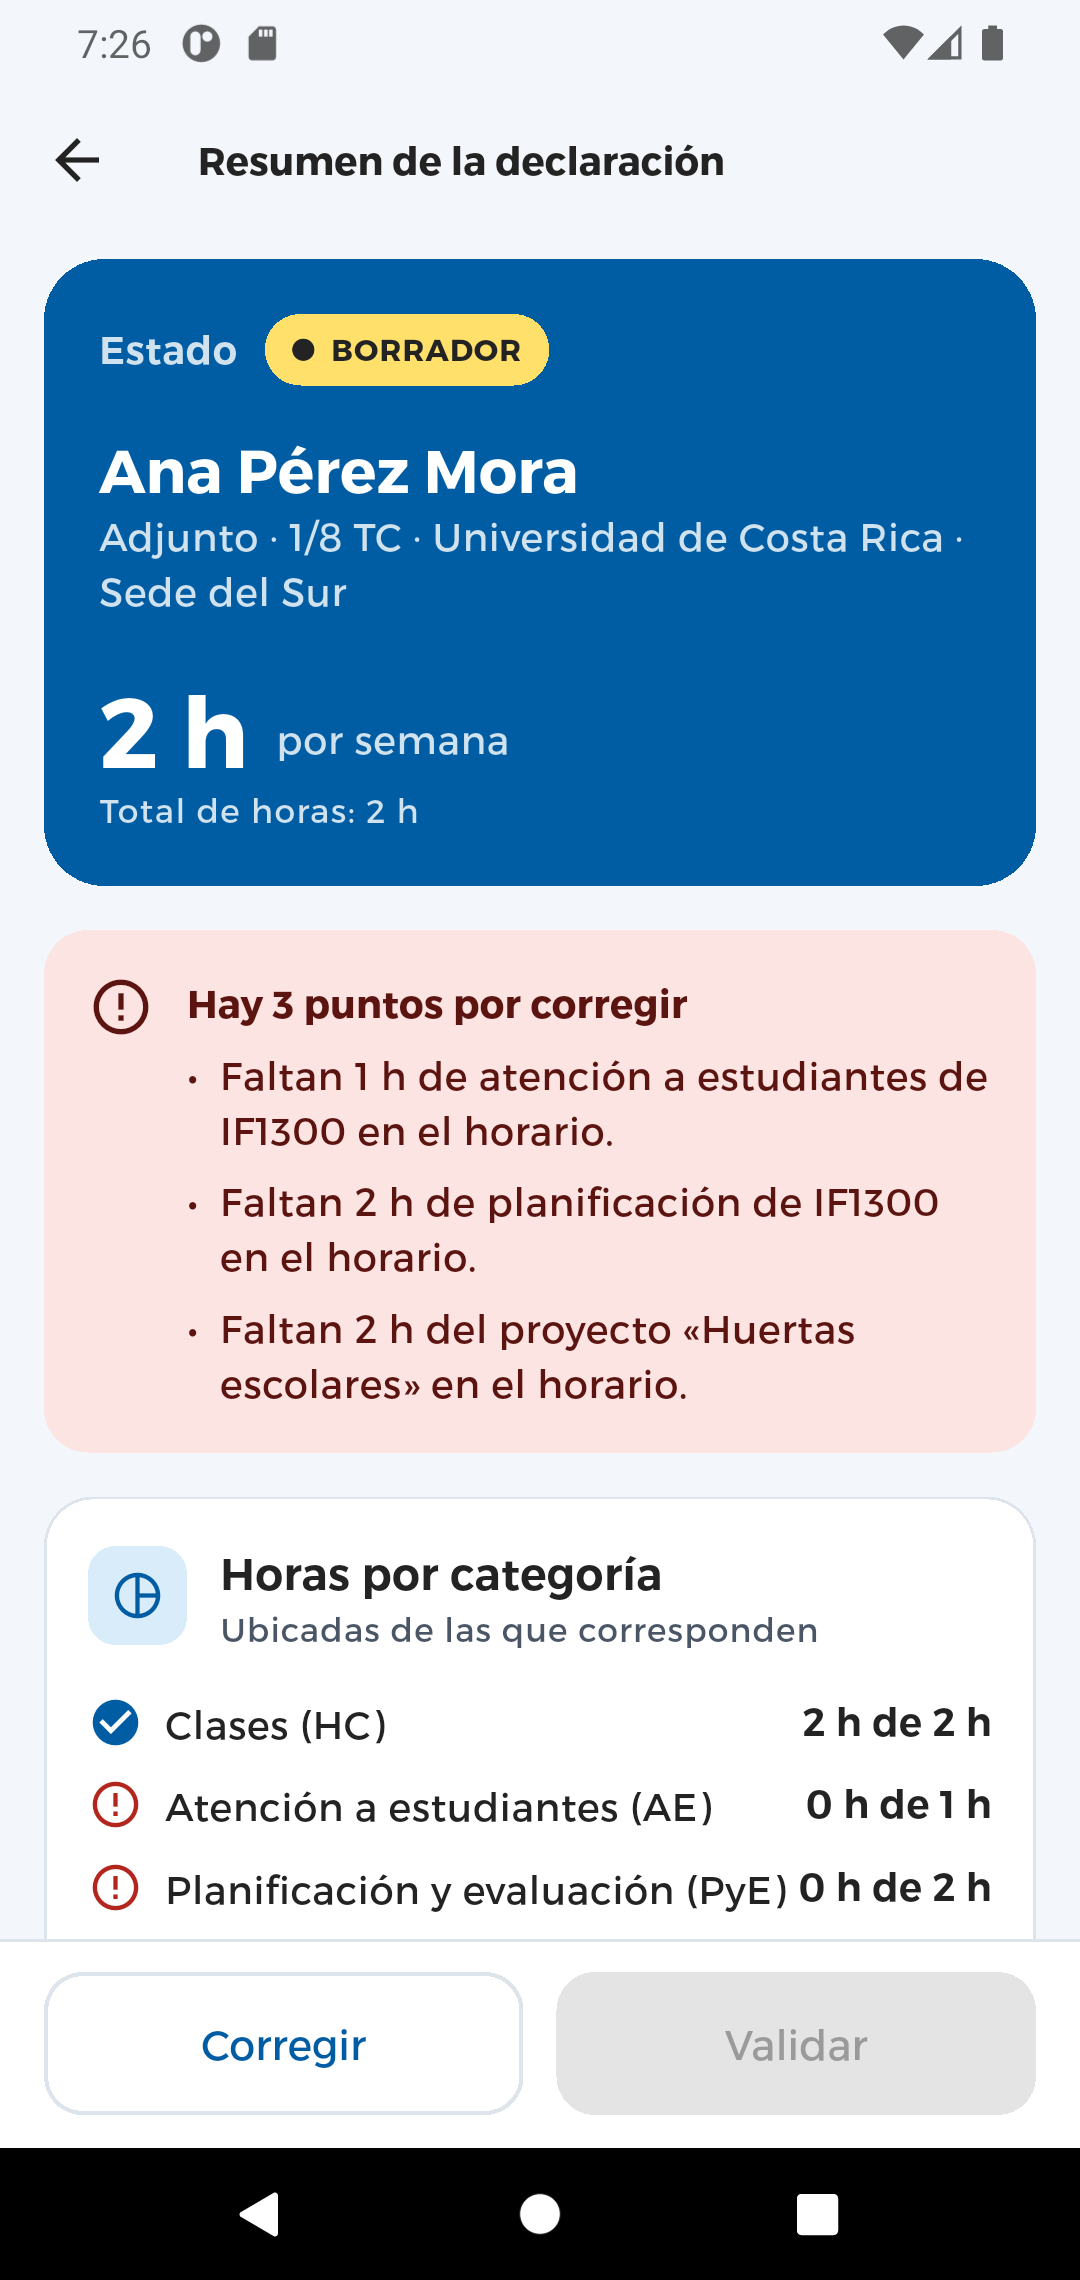 7:26
Resumen de la declaración
Estado
BORRADOR
Ana Pérez Mora
Adjunto · 1/8 TC · Universidad de Costa Rica ·
Sede del Sur
2 h por semana
Total de horas: 2 h
Hay 3 puntos por corregir
• Faltan 1 h de atención a estudiantes de
IF1300 en el horario.
• Faltan 2 h de planificación de IF1300
en el horario.
• Faltan 2 h del proyecto «Huertas
escolares» en el horario.
Horas por categoría
Ubicadas de las que corresponden
Clases (HC) 2 h de 2 h
Atención a estudiantes (AE) 0 h de 1 h
Planificación y evaluación (PyE) 0 h de 2 h
Corregir
Validar